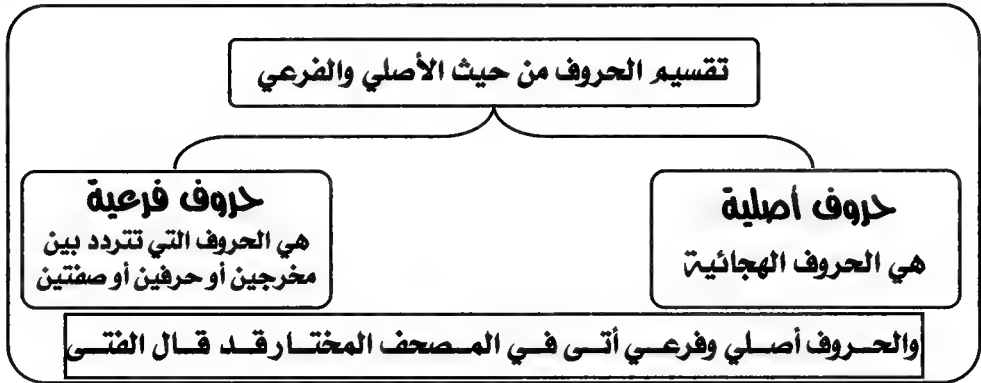 تقسيم الحروف من حيث الأصلي والفرعي
حروف أصلية
هي الحروف الهجائية
حروف فرعية
هي الحروف التي تتردد بين
مخرجين أو حرفين أو صفتين
والحروف أصلي وفرعي أتى في المصحف المختار قد قال الفتى